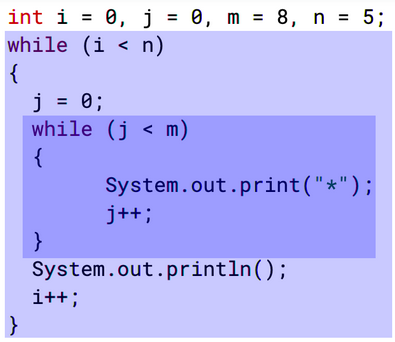 int i = 0, j = 0, m = 8, n = 5;
while (i < n)
{
  j = 0;
  while (j < m)
  {
        System.out.print("*");
        j++;
  }
  System.out.println();
  i++;
}